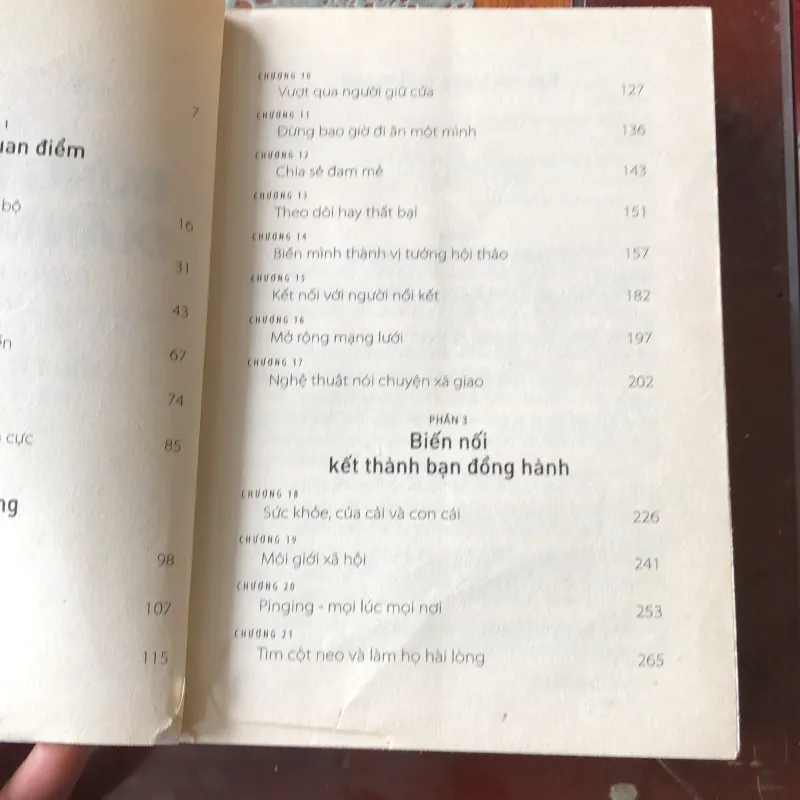 7
1
uan điểm
bộ
16
31
43
67
74
cực
85
ng
98
107
115
CHƯƠNG 10
Vượt qua người giữ cửa 127
CHƯƠNG 11
Đừng bao giờ đi ăn một mình 136
CHƯƠNG 12
Chia sẻ đam mê 143
CHƯƠNG 13
Theo dõi hay thất bại 151
CHƯƠNG 14
Biến mình thành vị tướng hội thảo 157
CHƯƠNG 15
Kết nối với người nối kết 182
CHƯƠNG 16
Mở rộng mạng lưới 197
CHƯƠNG 17
Nghệ thuật nói chuyện xã giao 202
PHẦN 3
Biến nối
kết thành bạn đồng hành
CHƯƠNG 18
Sức khỏe, của cải và con cái 226
CHƯƠNG 19
Môi giới xã hội 241
CHƯƠNG 20
Pinging - mọi lúc mọi nơi 253
CHƯƠNG 21
Tìm cột neo và làm họ hài lòng 265